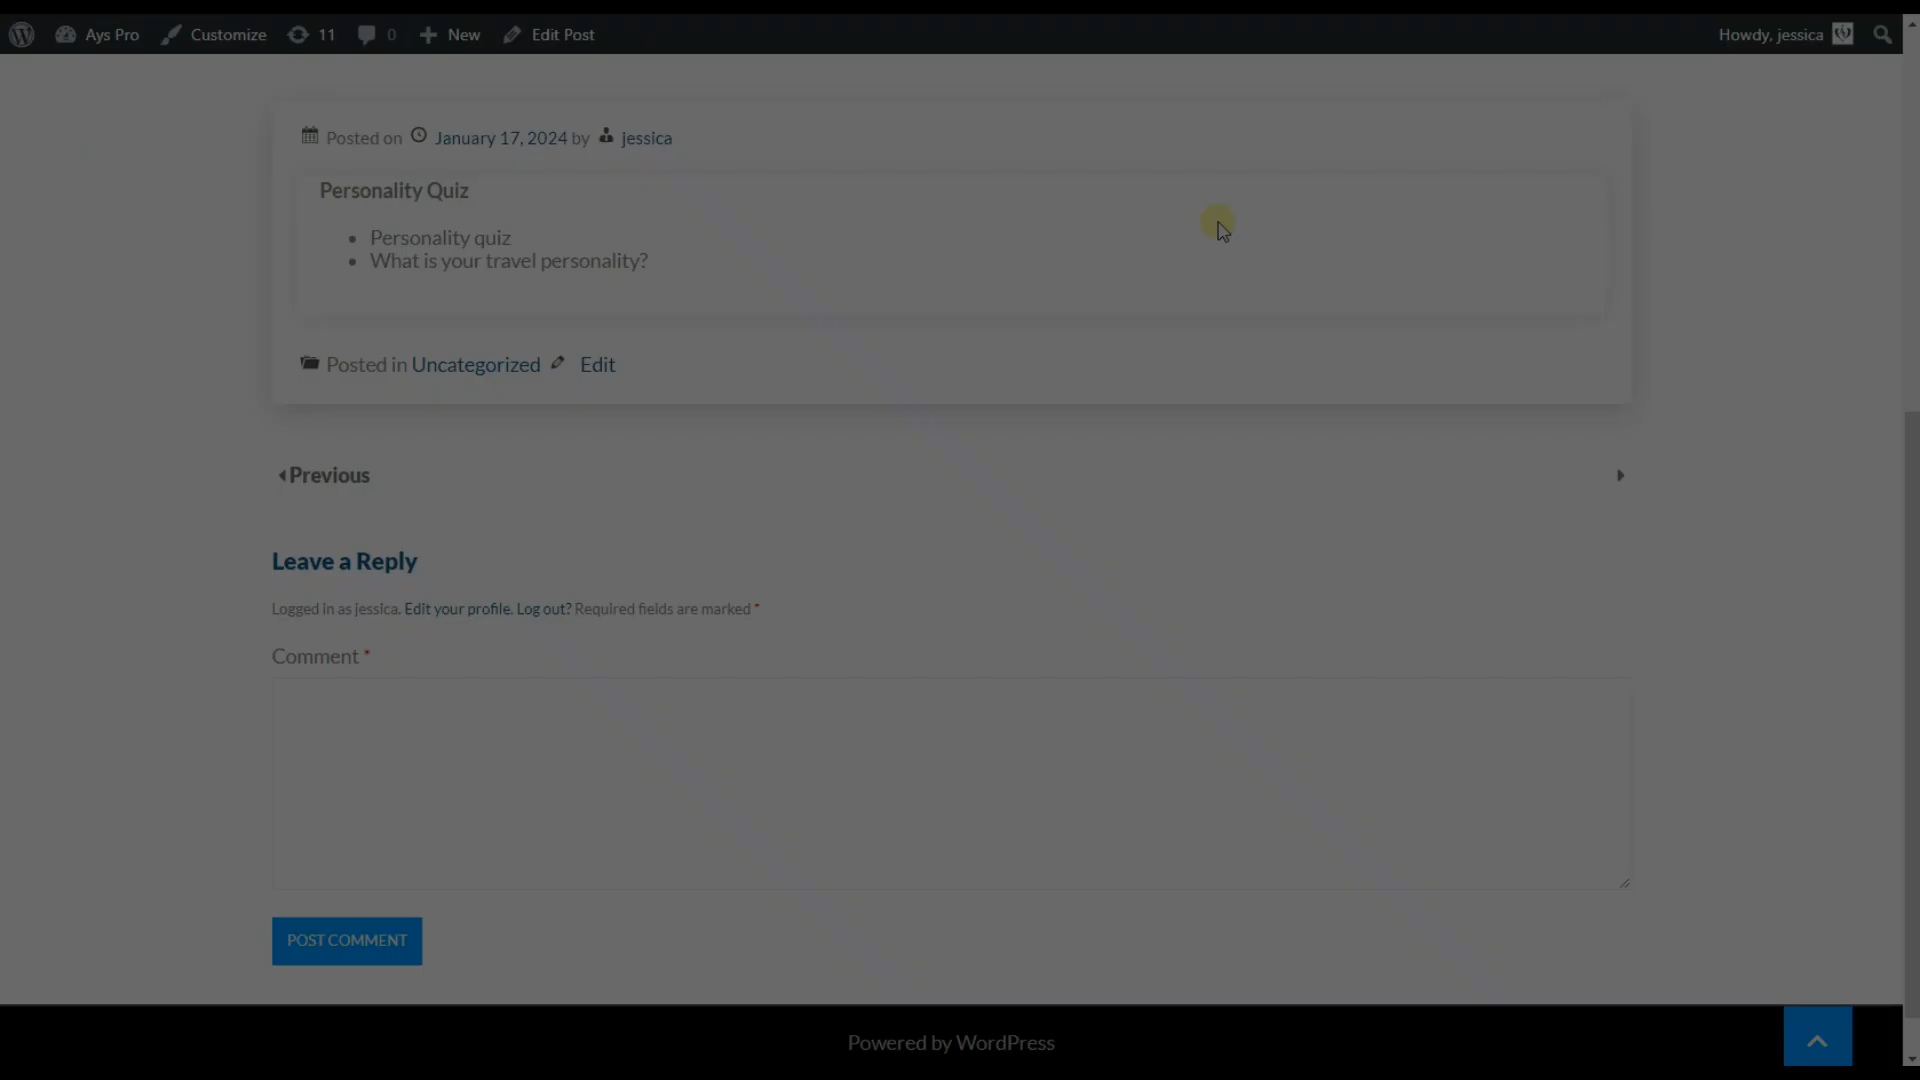 Ays Pro Customize 11 0 New Edit Post Howdy, jessica
Posted on January 17, 2024 by jessica
Personality Quiz
• Personality quiz
• What is your travel personality?
Posted in Uncategorized Edit
Previous
Leave a Reply
Logged in as jessica. Edit your profile. Log out? Required fields are marked *
Comment *
POST COMMENT
Powered by WordPress